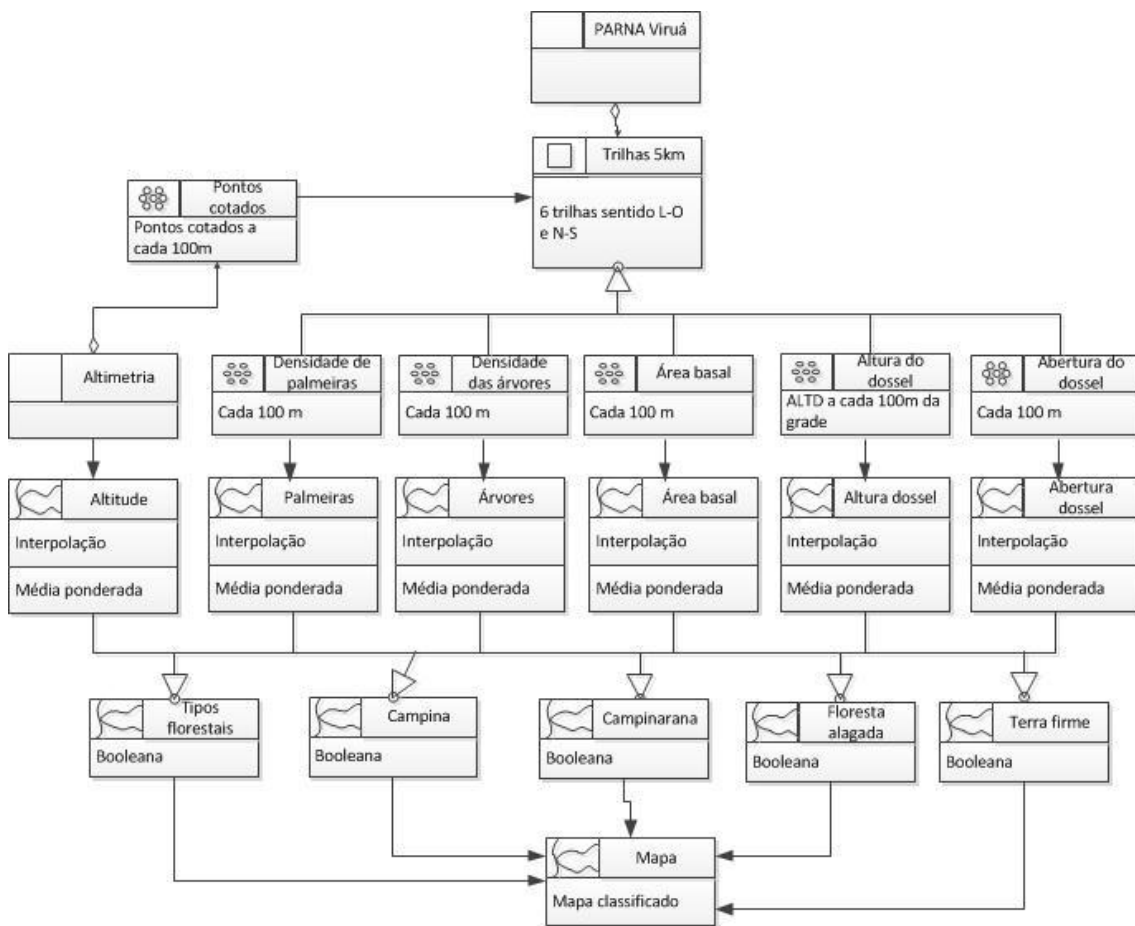 PARNA Viruá
Trilhas 5km
6 trilhas sentido L-O
e N-S
Pontos
cotados
Pontos cotados a
cada 100m
Altimetria
Densidade de
palmeiras
Cada 100 m
Densidade
das árvores
Cada 100 m
Área basal
Cada 100 m
Altura do
dossel
ALTD a cada 100m da
grade
Abertura do
dossel
Cada 100 m
Altitude
Interpolação
Média ponderada
Palmeiras
Interpolação
Média ponderada
Árvores
Interpolação
Média ponderada
Área basal
Interpolação
Média ponderada
Altura dossel
Interpolação
Média ponderada
Abertura
dossel
Interpolação
Média ponderada
Tipos
florestais
Booleana
Campina
Booleana
Campinarana
Booleana
Floresta
alagada
Booleana
Terra firme
Booleana
Mapa
Mapa classificado